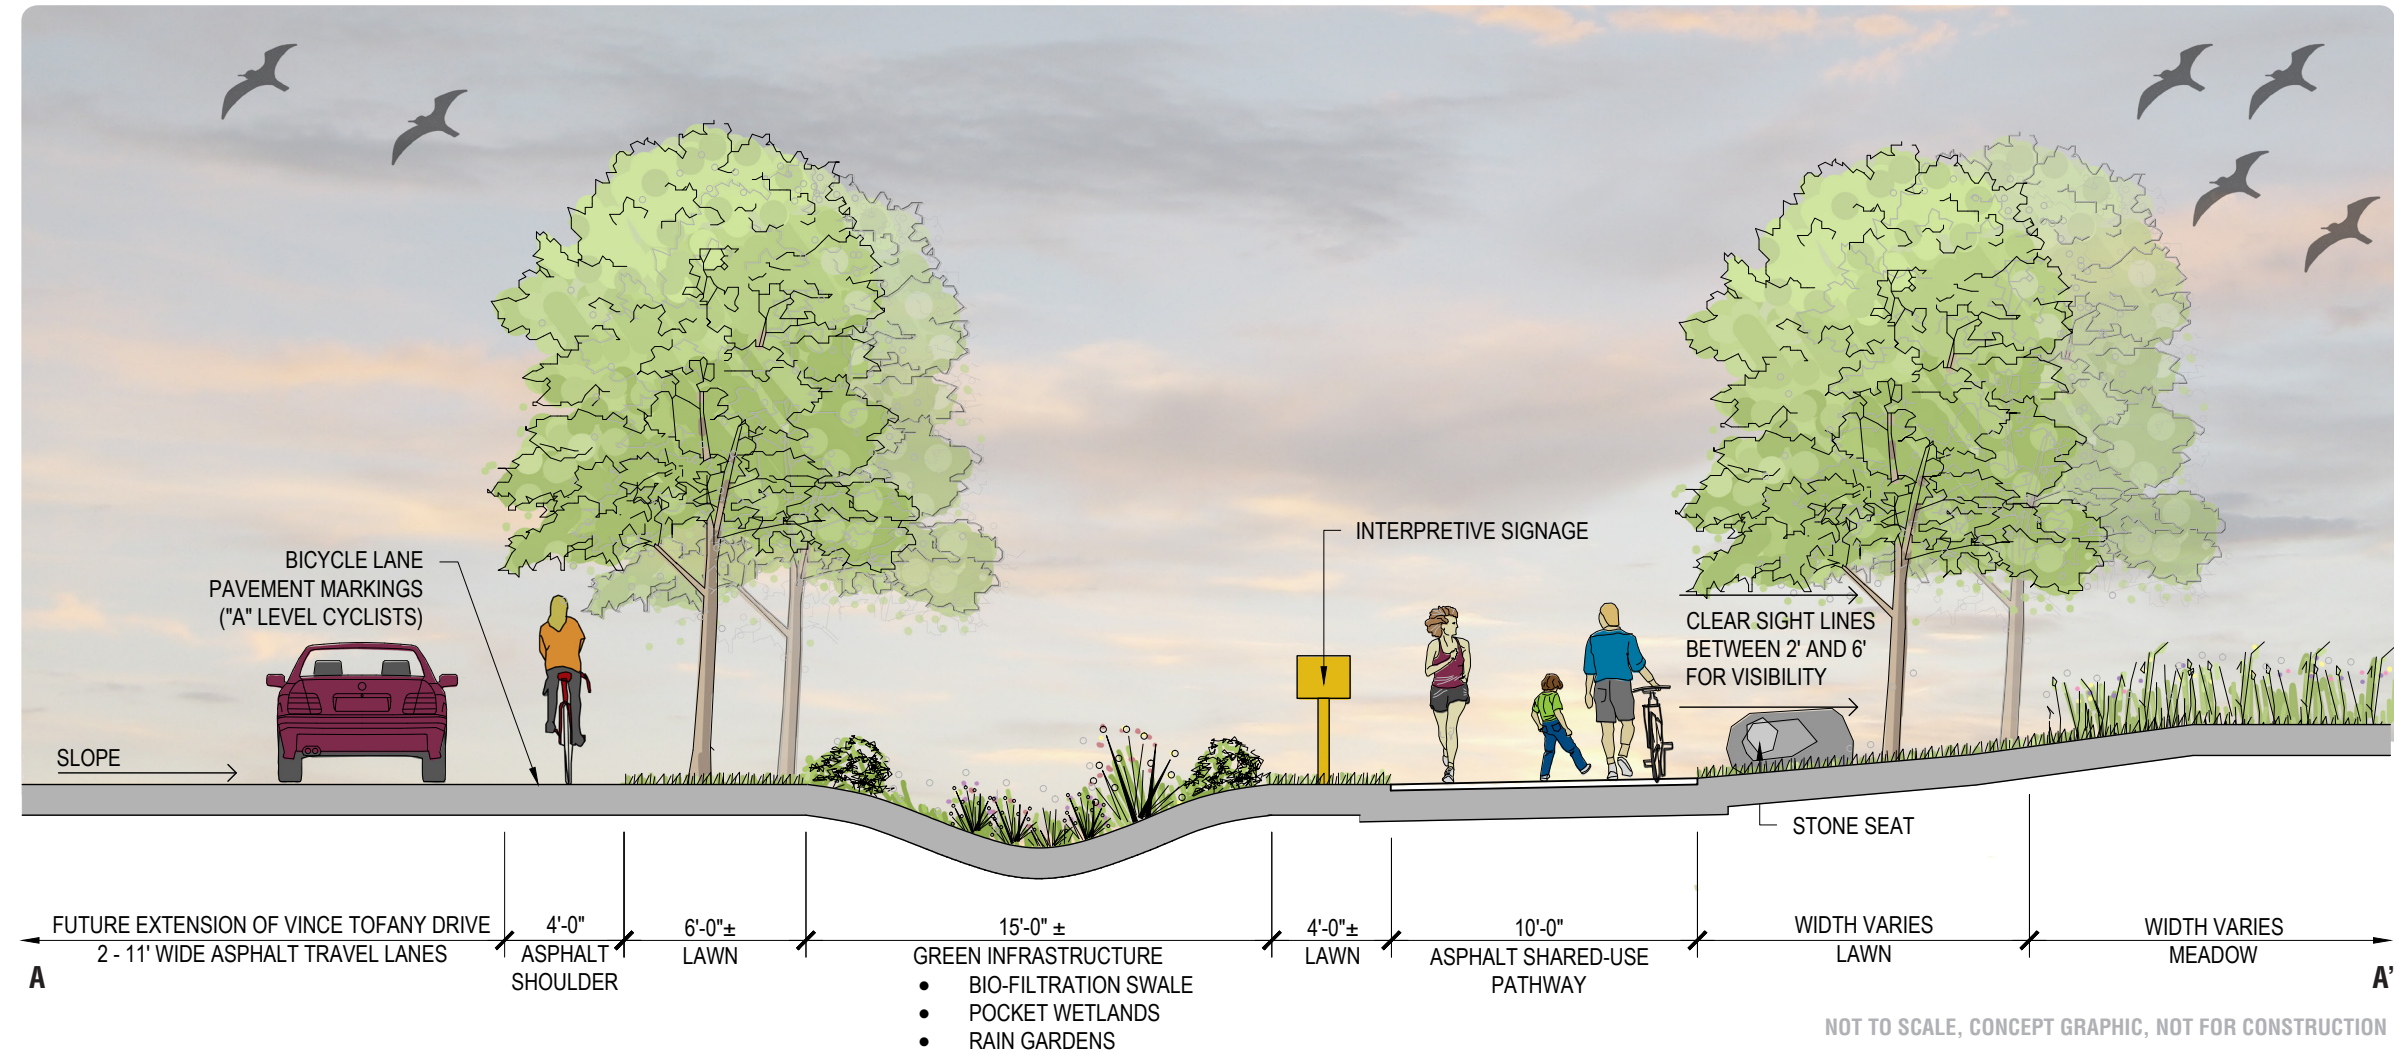 BICYCLE LANE
PAVEMENT MARKINGS
("A" LEVEL CYCLISTS)
INTERPRETIVE SIGNAGE
CLEAR SIGHT LINES
BETWEEN 2' AND 6'
FOR VISIBILITY
SLOPE
STONE SEAT
FUTURE EXTENSION OF VINCE TOFANY DRIVE
2 - 11' WIDE ASPHALT TRAVEL LANES
4'-0"
ASPHALT
SHOULDER
6'-0"±
LAWN
15'-0" ±
GREEN INFRASTRUCTURE
• BIO-FILTRATION SWALE
• POCKET WETLANDS
• RAIN GARDENS
4'-0"±
LAWN
10'-0"
ASPHALT SHARED-USE
PATHWAY
WIDTH VARIES
LAWN
WIDTH VARIES
MEADOW
A
A'
NOT TO SCALE, CONCEPT GRAPHIC, NOT FOR CONSTRUCTION